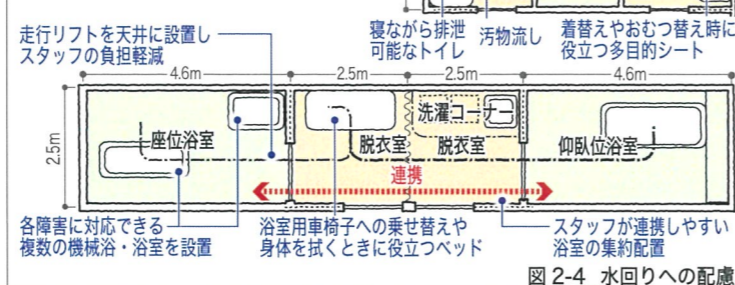 寝ながら排泄
可能なトイレ
汚物流し
着替えやおむつ替え時に
役立つ多目的シート
走行リフトを天井に設置し
スタッフの負担軽減
4.6m
2.5m
2.5m
4.6m
2.5m
座位浴室
脱衣室
洗濯コーナー
脱衣室
仰臥位浴室
連携
各障害に対応できる
複数の機械浴・浴室を設置
浴室用車椅子への乗せ替えや
身体を拭くときに役立つベッド
スタッフが連携しやすい
浴室の集約配置
図2-4 水回りへの配慮